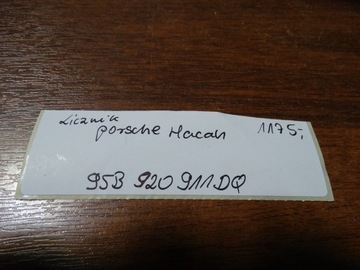 Licznik
porsche Macan 1175,-
95B 920 911DQ